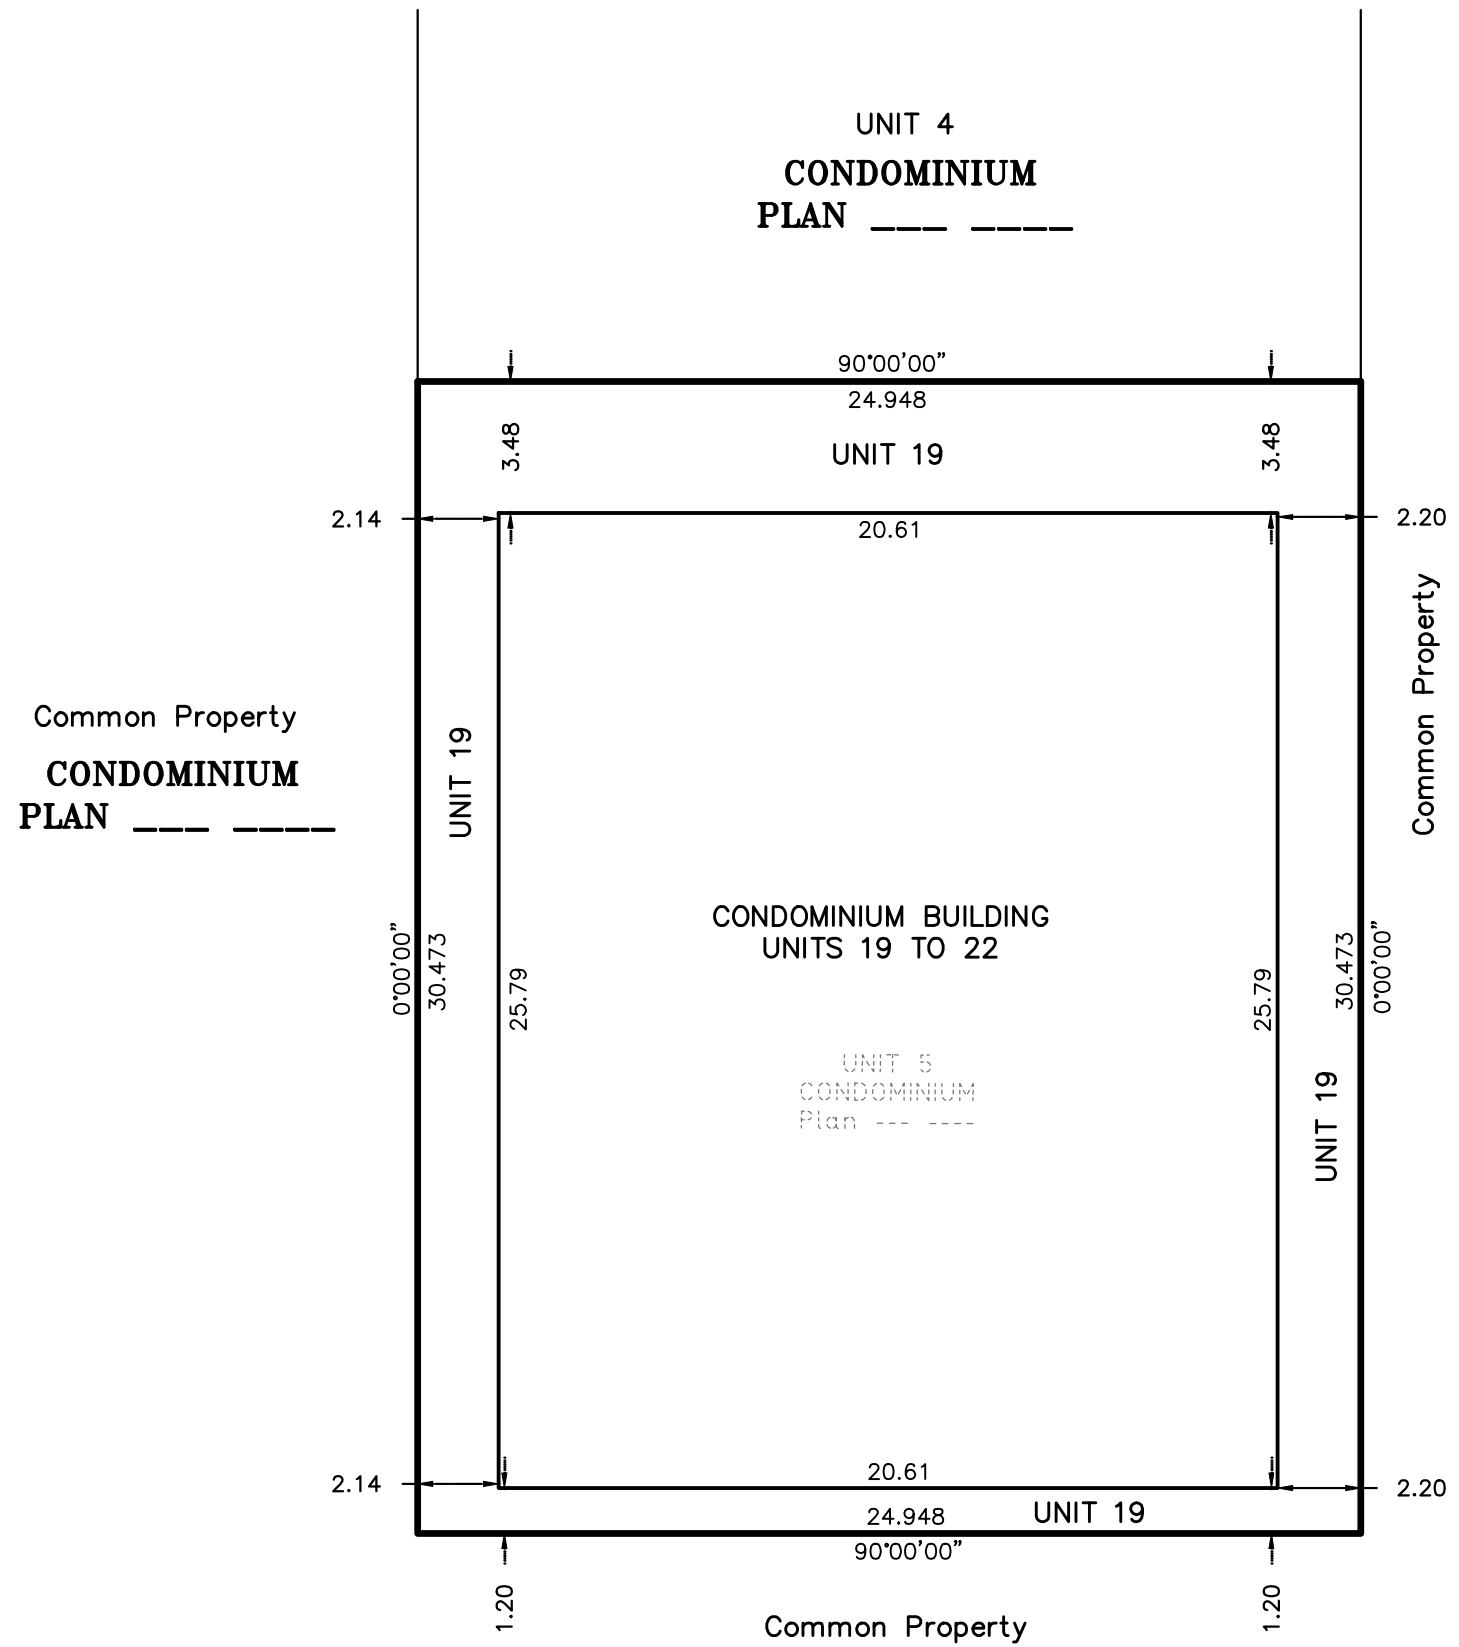 UNIT 4
CONDOMINIUM
PLAN ___ ____
90°00'00"
24.948
3.48
UNIT 19
3.48
2.14
20.61
2.20
Common Property
CONDOMINIUM
PLAN ___ ____
UNIT 19
Common Property
0°00'00"
30.473
25.79
CONDOMINIUM BUILDING
UNITS 19 TO 22
25.79
30.473
0°00'00"
UNIT 5
CONDOMINIUM
Plan --- ----
UNIT 19
2.14
20.61
2.20
24.948
UNIT 19
90°00'00"
1.20
1.20
Common Property